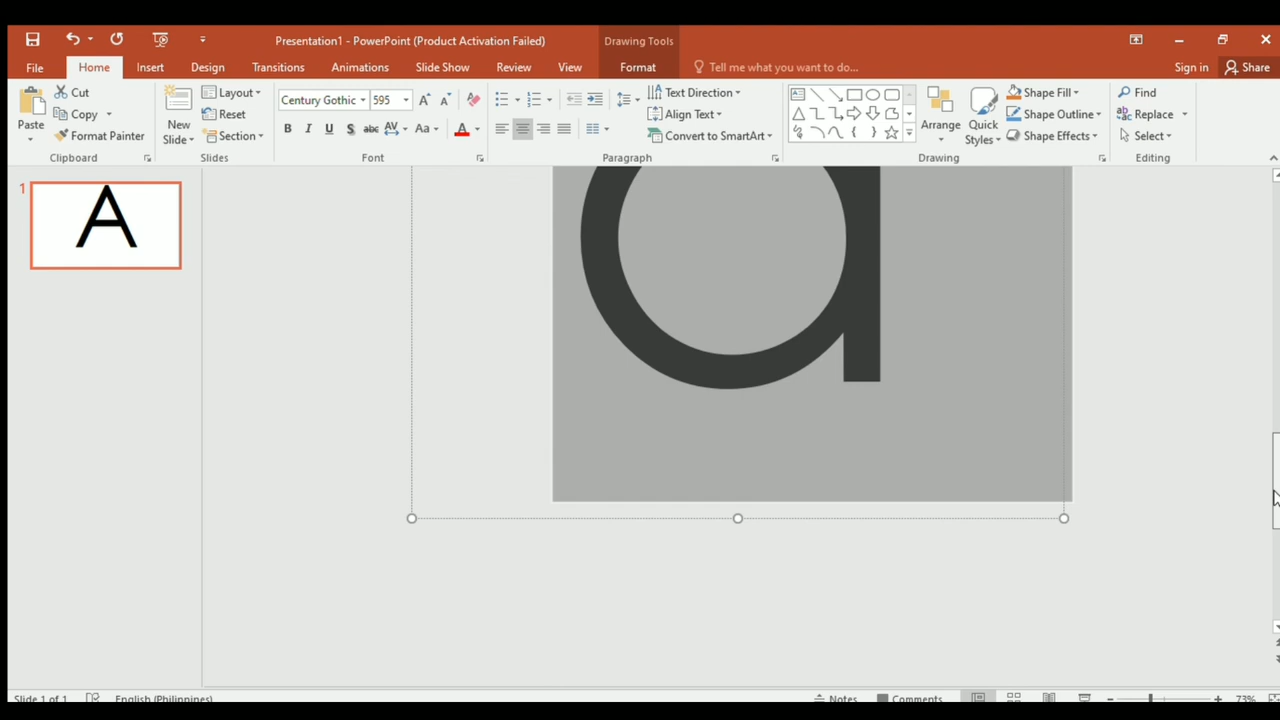 Presentation1 - PowerPoint (Product Activation Failed)
Drawing Tools
File Home Insert Design Transitions Animations Slide Show Review View Format Tell me what you want to do... Sign in Share
Paste
Cut
Copy
Format Painter
Clipboard
New Slide
Layout
Reset
Section
Slides
Century Gothic 595
B U S abc AV Aa A
Font
Text Direction
Align Text
Convert to SmartArt
Paragraph
Arrange
Quick Styles
Shape Fill
Shape Outline
Shape Effects
Drawing
Find
Replace
Select
Editing
1
A
a
Slide 1 of 1 English (Philippines) Notes Comments 73%